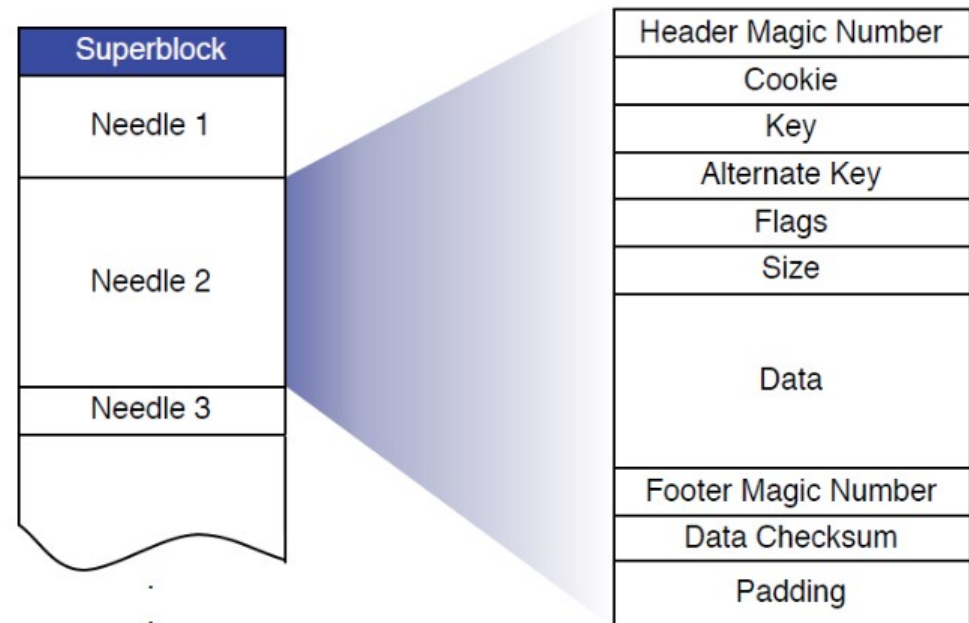 Superblock
Needle 1
Needle 2
Needle 3
Header Magic Number
Cookie
Key
Alternate Key
Flags
Size
Data
Footer Magic Number
Data Checksum
Padding